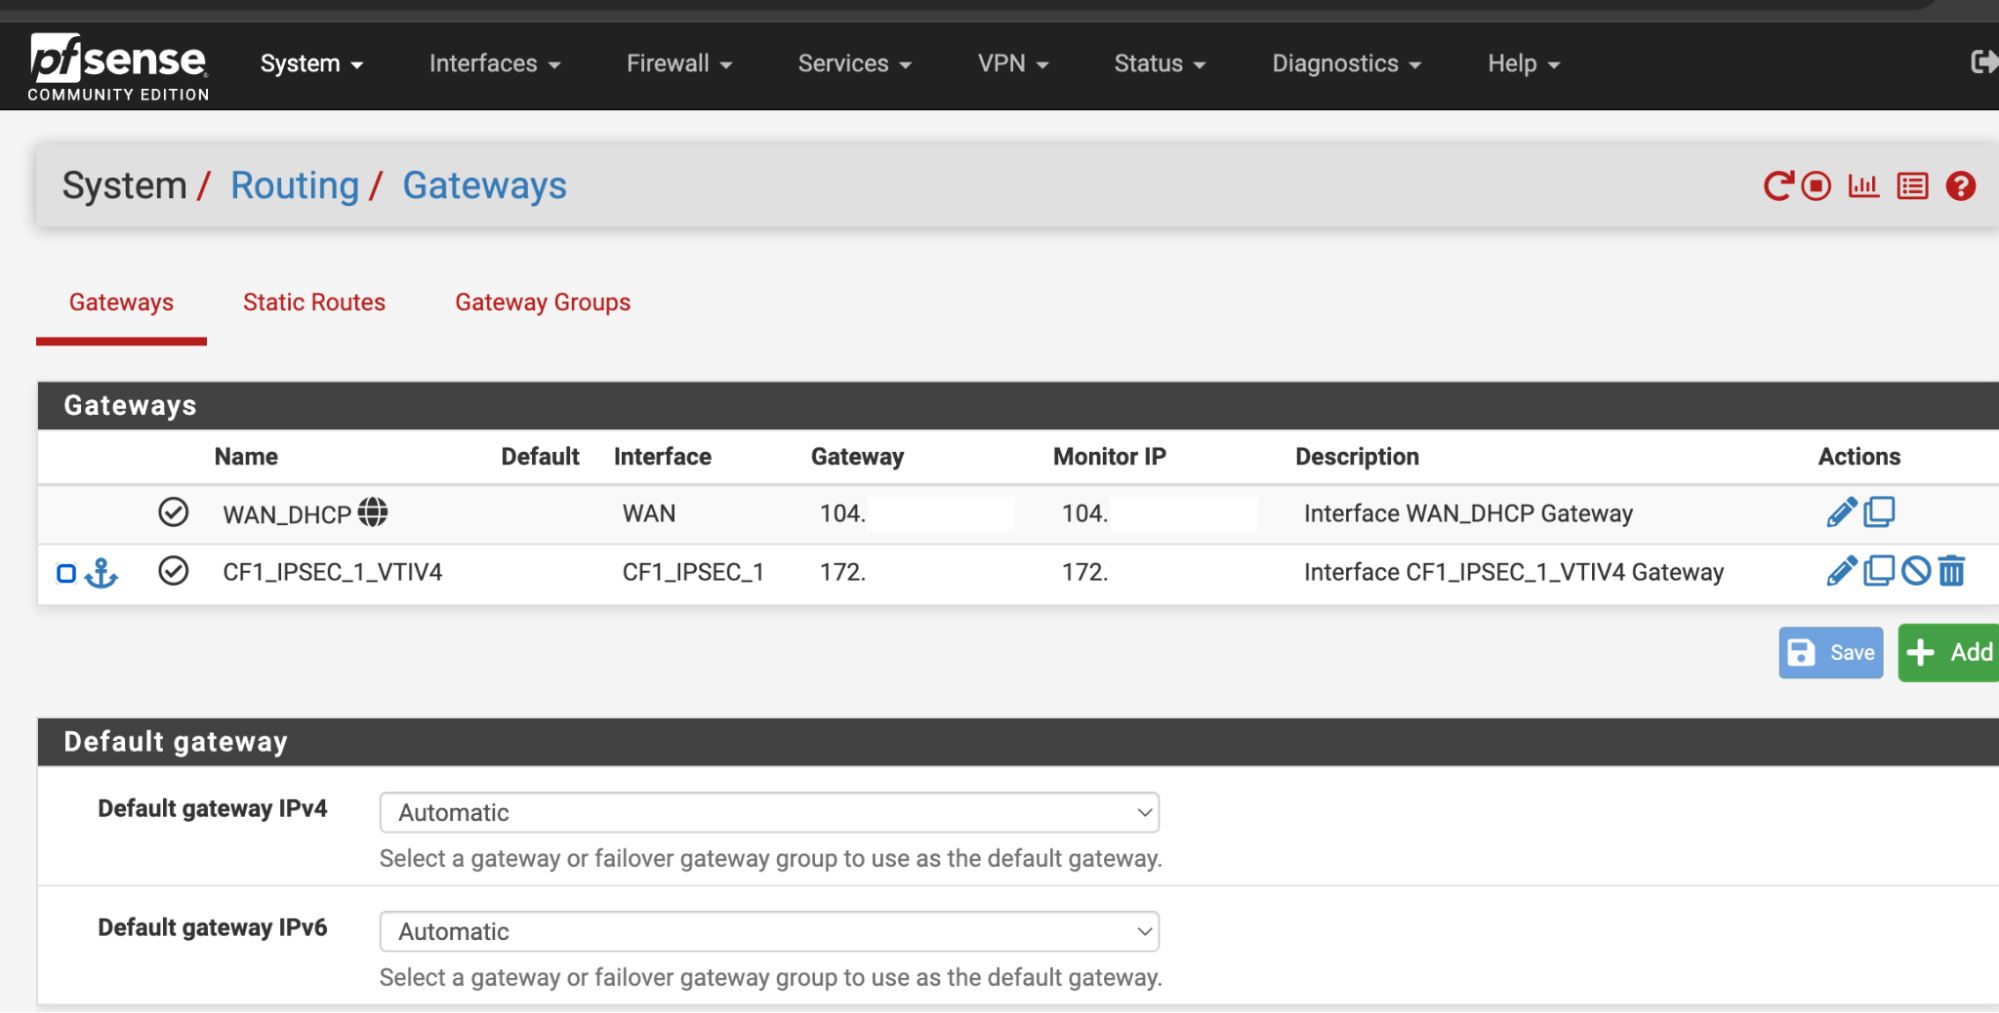 pfsense
COMMUNITY EDITION
System Interfaces Firewall Services VPN Status Diagnostics Help
System / Routing / Gateways
Gateways Static Routes Gateway Groups
Gateways
Name Default Interface Gateway Monitor IP Description Actions
WAN_DHCP WAN 104. 104. Interface WAN_DHCP Gateway
CF1_IPSEC_1_VTIV4 CF1_IPSEC_1 172. 172. Interface CF1_IPSEC_1_VTIV4 Gateway
Save Add
Default gateway
Default gateway IPv4 Automatic
Select a gateway or failover gateway group to use as the default gateway.
Default gateway IPv6 Automatic
Select a gateway or failover gateway group to use as the default gateway.